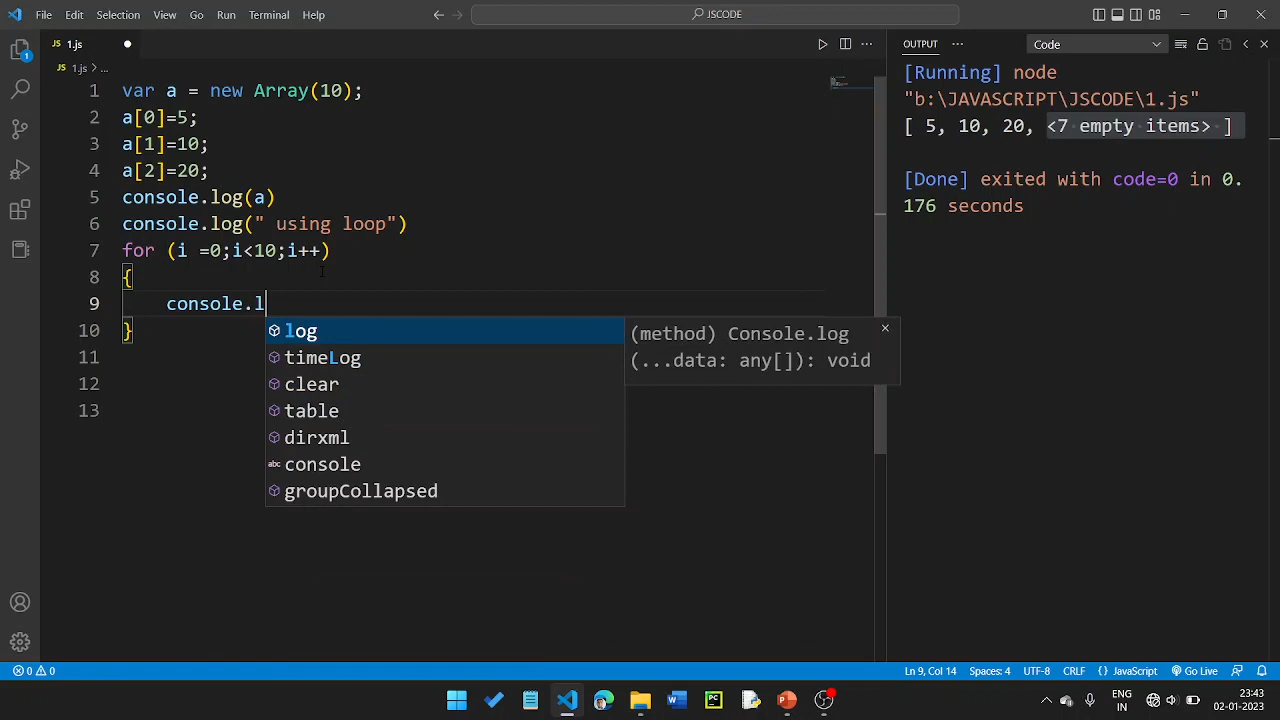 File Edit Selection View Go Run Terminal Help
JSCODE
JS 1.js
JS 1.js > ...
1 var a = new Array(10);
2 a[0]=5;
3 a[1]=10;
4 a[2]=20;
5 console.log(a)
6 console.log(" using loop")
7 for (i =0;i<10;i++)
8 {
9 console.l
10 }
11
12
13
log
timeLog
clear
table
dirxml
abc console
groupCollapsed
(method) Console.log
(...data: any[]): void
OUTPUT
Code
[Running] node
"b:\JAVASCRIPT\JSCODE\1.js"
[ 5, 10, 20, <7 empty items> ]
[Done] exited with code=0 in 0.
176 seconds
1
0 0
Ln 9, Col 14 Spaces: 4 UTF-8 CRLF {} JavaScript Go Live
PC
ENG
IN
23:43
02-01-2023